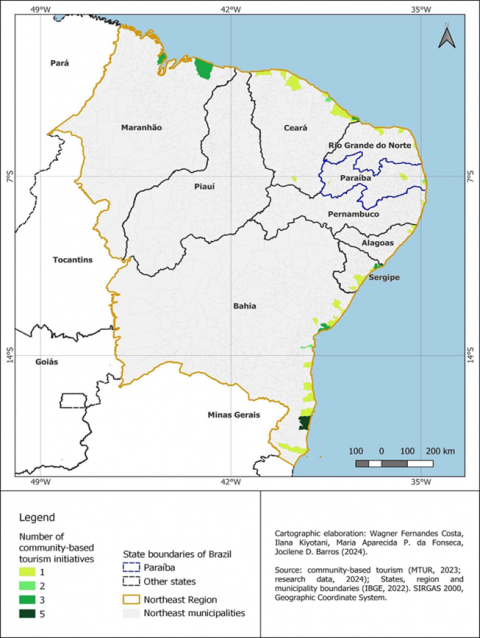 49°W 42°W 35°W
N
Pará
Maranhão
Ceará
Rio Grande do Norte
7°S 7°S
Paraíba
Piauí
Pernambuco
Alagoas
Tocantins
Sergipe
Bahia
14°S 14°S
Goiás
Minas Gerais
100 0 100 200 km
49°W 42°W 35°W
Legend
Number of
community-based
tourism initiatives
1
2
3
5
State boundaries of Brazil
Paraíba
Other states
Northeast Region
Northeast municipalities
Cartographic elaboration: Wagner Fernandes Costa,
Ilana Kiyotani, Maria Aparecida P. da Fonseca,
Jocilene D. Barros (2024).
Source: community-based tourism (MTUR, 2023;
research data, 2024); States, region and
municipality boundaries (IBGE, 2022). SIRGAS 2000,
Geographic Coordinate System.